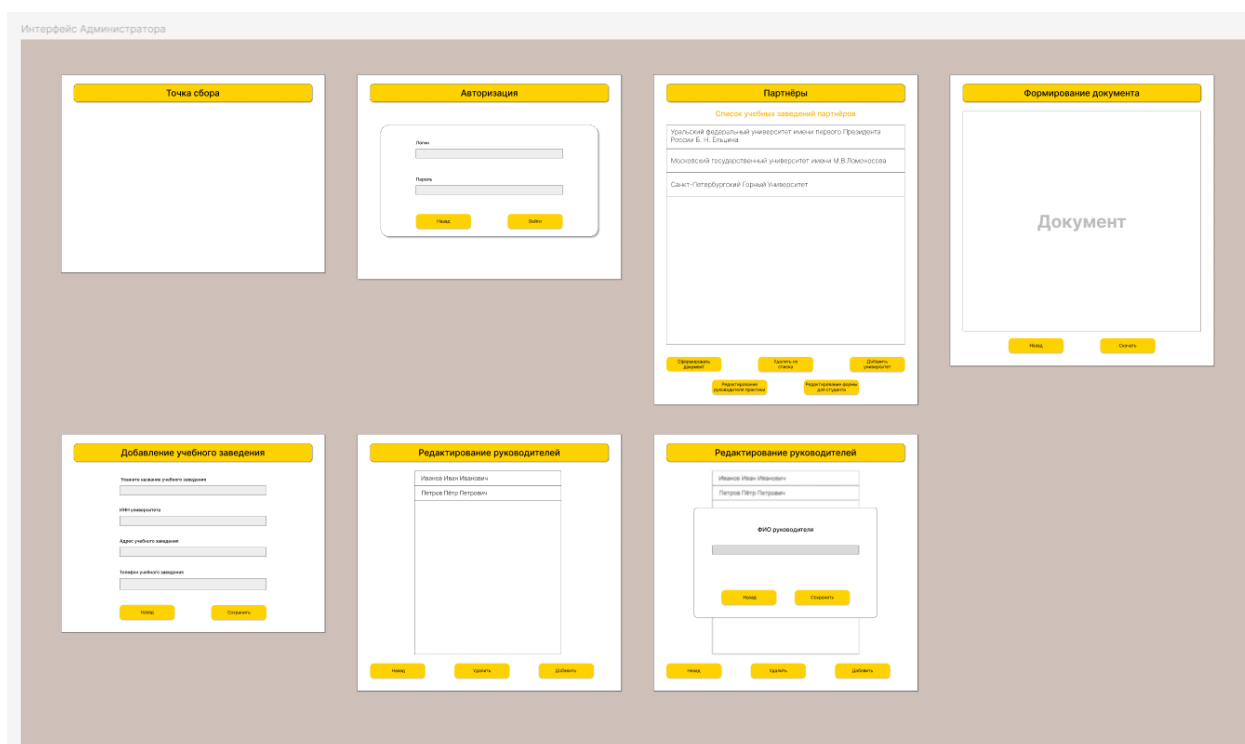 Интерфейс Администратора
Точка сбора
Авторизация
Логин
Пароль
Назад
Войти
Партнёры
Список учебных заведений партнёров
Уральский федеральный университет имени первого Президента
России Б. Н. Ельцина
Московский государственный университет имени М.В.Ломоносова
Санкт-Петербургский Горный Университет
Сформировать
документ
Удалить из
списка
Добавить
университет
Редактирование
руководителя практики
Редактирование формы
для студента
Формирование документа
Документ
Назад
Скачать
Добавление учебного заведения
Укажите название учебного заведения
ИНН университета
Адрес учебного заведения
Телефон учебного заведения
Назад
Сохранить
Редактирование руководителей
Иванов Иван Иванович
Петров Пётр Петрович
Назад
Удалить
Добавить
Редактирование руководителей
Иванов Иван Иванович
Петров Пётр Петрович
ФИО руководителя
Назад
Сохранить
Назад
Удалить
Добавить